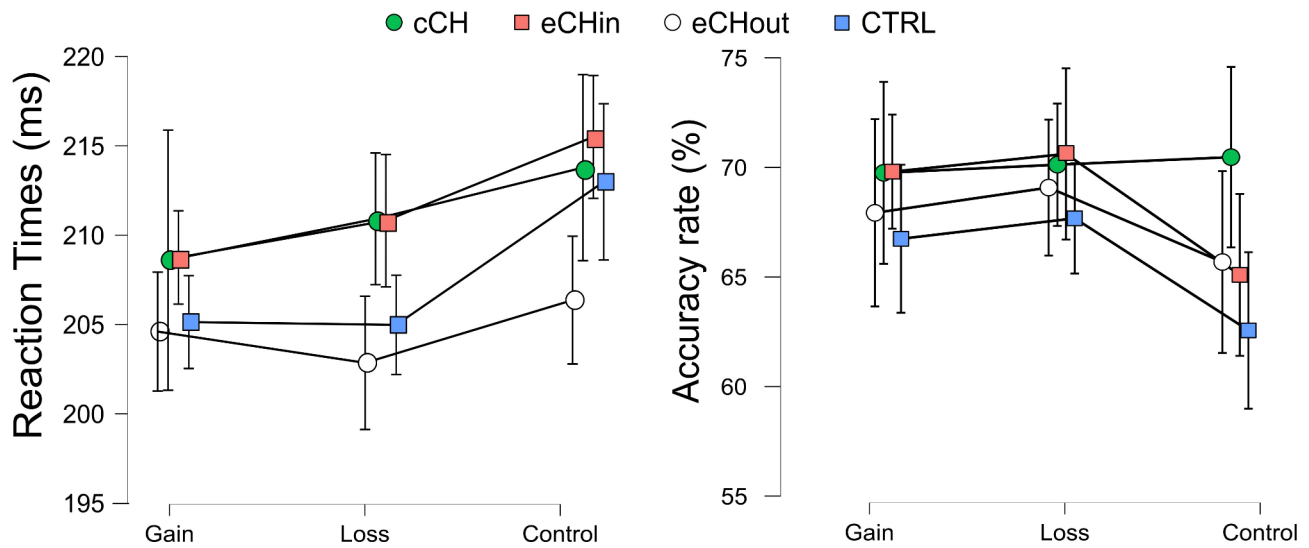 cCH eCHin eCHout CTRL
Reaction Times (ms)
220
215
210
205
200
195
Gain Loss Control
Accuracy rate (%)
75
70
65
60
55
Gain Loss Control